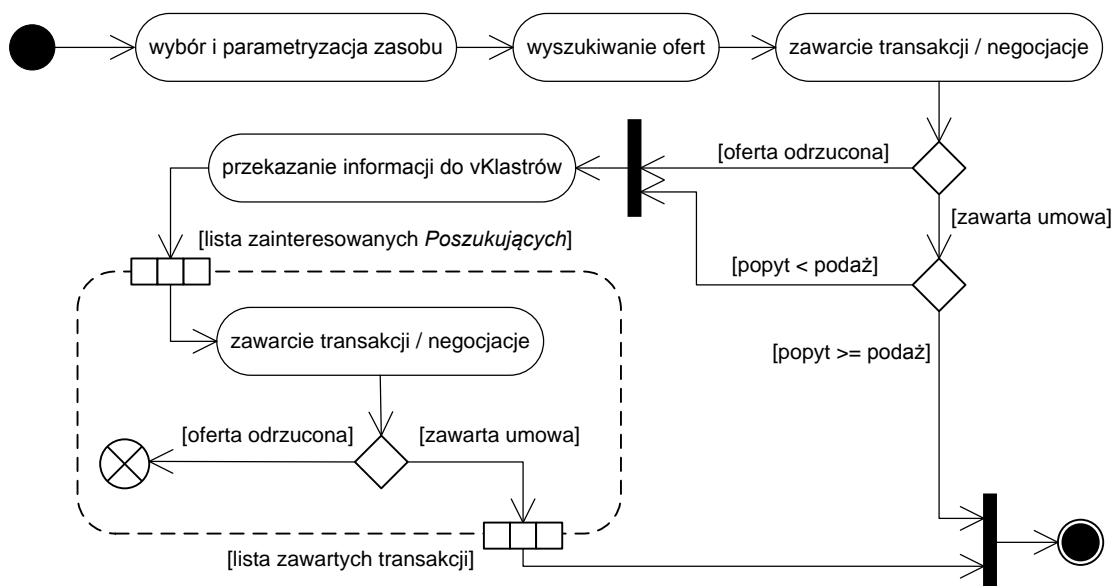 wybór i parametryzacja zasobu
wyszukiwanie ofert
zawarcie transakcji / negocjacje
[oferta odrzucona]
przekazanie informacji do vKlastrów
[zawarta umowa]
[lista zainteresowanych Poszukujących]
[popyt < podaż]
zawarcie transakcji / negocjacje
[popyt >= podaż]
[oferta odrzucona]
[zawarta umowa]
[lista zawartych transakcji]